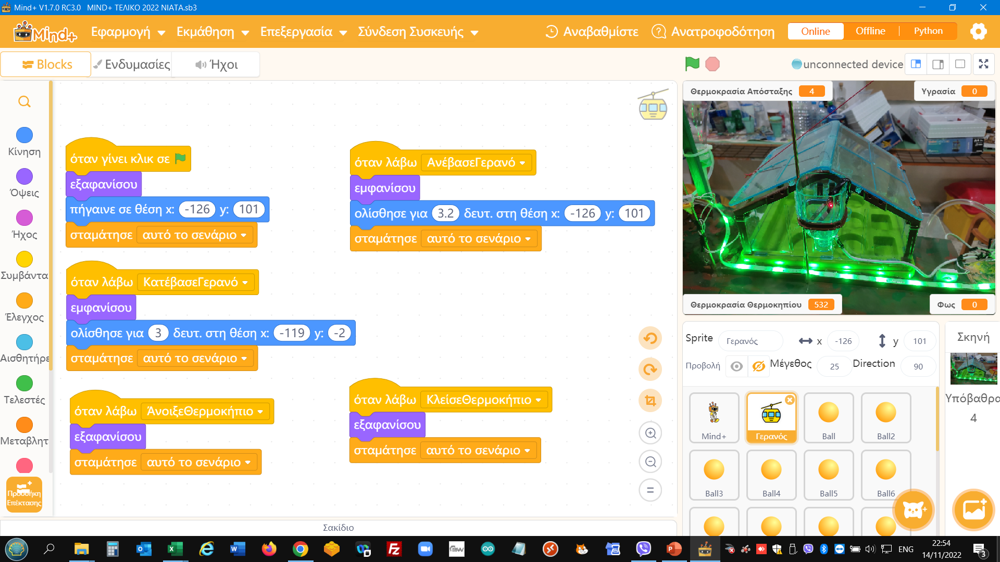 Mind+ V1.7.0 RC3.0 MIND+ ΤΕΛΙΚΟ 2022 ΝΙΑΤΑ.sb3
Mind+ Εφαρμογή Εκμάθηση Επεξεργασία Σύνδεση Συσκευής Αναβαθμίστε Ανατροφοδότηση Online Offline Python
Blocks Ενδυμασίες Ήχοι unconnected device
Κίνηση
Όψεις
Ήχος
Συμβάντα
Έλεγχος
Αισθητήρε
Τελεστές
Μεταβλητ
Προσθήκη
Επέκτασης
όταν γίνει κλικ σε
εξαφανίσου
πήγαινε σε θέση x: -126 y: 101
σταμάτησε αυτό το σενάριο
όταν λάβω ΚατέβασεΓερανό
εμφανίσου
ολίσθησε για 3 δευτ. στη θέση x: -119 y: -2
σταμάτησε αυτό το σενάριο
όταν λάβω ΆνοιξεΘερμοκήπιο
εξαφανίσου
σταμάτησε αυτό το σενάριο
όταν λάβω ΑνέβασεΓερανό
εμφανίσου
ολίσθησε για 3.2 δευτ. στη θέση x: -126 y: 101
σταμάτησε αυτό το σενάριο
όταν λάβω ΚλείσεΘερμοκήπιο
εξαφανίσου
σταμάτησε αυτό το σενάριο
Σακίδιο
Θερμοκρασία Απόσταξης 4 Υγρασία 0
Θερμοκρασία Θερμοκηπίου 532 Φως 0
Sprite Γερανός x -126 y 101
Προβολή Μέγεθος 25 Direction 90
Mind+ Γερανός Ball Ball2
Ball3 Ball4 Ball5 Ball6
Σκηνή
Υπόβαθρα
4
ENG 22:54
14/11/2022 3